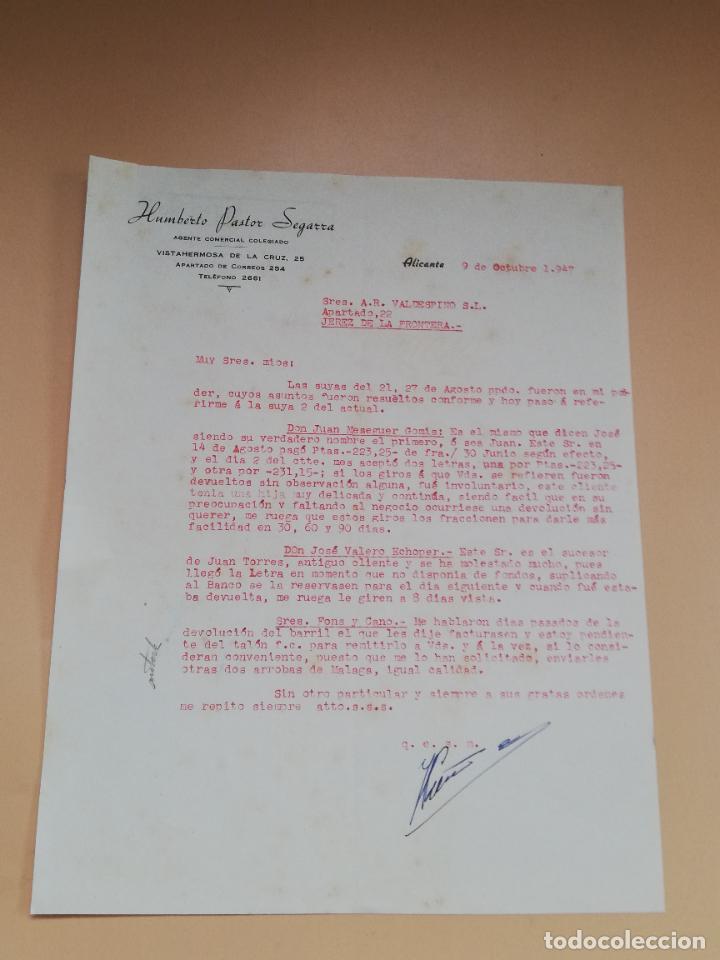 Humberto Pastor Segarra
AGENTE COMERCIAL COLEGIADO
VISTAHERMOSA DE LA CRUZ, 25
APARTADO DE CORREOS 254
TELÉFONO 2661
Alicante 9 de Octubre 1.947
Sres. A.R. VALDESPINO S.L.
Apartado,22
JEREZ DE LA FRONTERA.-
Muy Sres. mios:
Las suyas del 21, 27 de Agosto ppdo. fueron en mi po
der, cuyos asuntos fueron resueltos conforme y hoy paso á refe-
rirme á la suya 2 del actual.
Don Juan Meseguer Gomis: Es el mismo que dicen José
siendo su verdadero nombre el primero, ó sea Juan. Este Sr. en
14 de Agosto pagó Ptas.-223,25- de fra./ 30 Junio según efecto,
y el dia 2 del ctte. mes aceptó dos letras, una por Ptas.-223,25-
y otra por -231,15-; si los giros á que Vds. se refieren fueron
devueltos sin observación alguna, fué involuntario, este cliente
tenia una hija muy delicada y continúa, siendo facil que en su
preocupación y faltando al negocio ocurriese una devolución sin
querer, me ruega que estos giros los fraccionen para darle más
facilidad en 30, 60 y 90 dias.
DOn José Valero Echoper.- Este Sr. es el sucesor
de Juan Torres, antiguo cliente y se ha molestado mucho, pues
llegó la Letra en momento que no disponia de fondos, suplicando
al Banco se la reservasen para el dia siguiente y cuando fué esta
ba devuelta, me ruega le giren a 8 dias vista.
Sres. Fons y Cano.- Me hablaron dias pasados de la
devolución del barril el que les dije facturasen y estoy pendien
te del talón f.c. para remitirlo a Vds. y á la vez, si lo consi-
deran conveniente, puesto que me lo han solicitado, enviarles
otras dos arrobas de Malaga, igual calidad.
Sin otro particular y siempre a sus gratas ordenes
me repito siempre atto.s.s.s.
q. e. s. m.
todocoleccion
todocoleccion.net